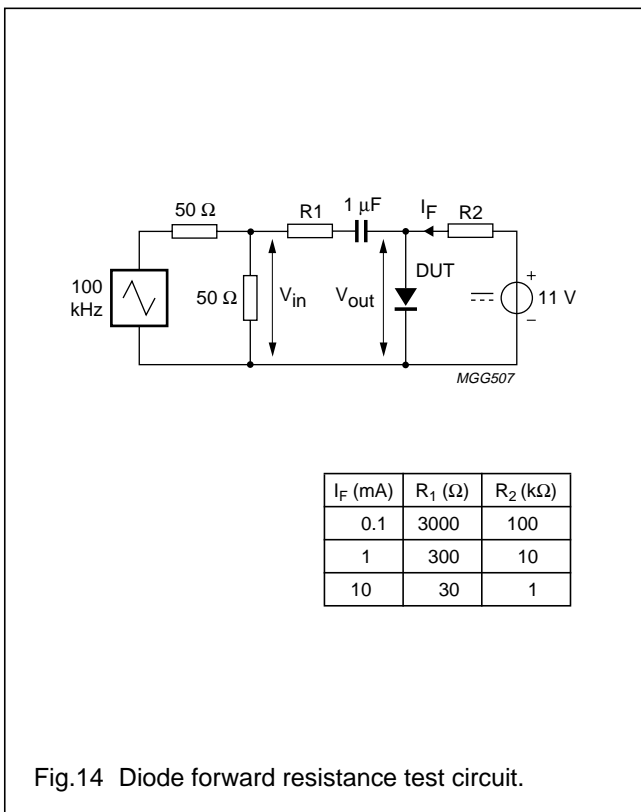 50 Ω
R1
1 μF
I_F
R2
100
kHz
50 Ω
V_in
V_out
DUT
+
11 V
−
MGG507
I_F (mA) R_1 (Ω) R_2 (kΩ)
0.1 3000 100
1 300 10
10 30 1
Fig.14 Diode forward resistance test circuit.